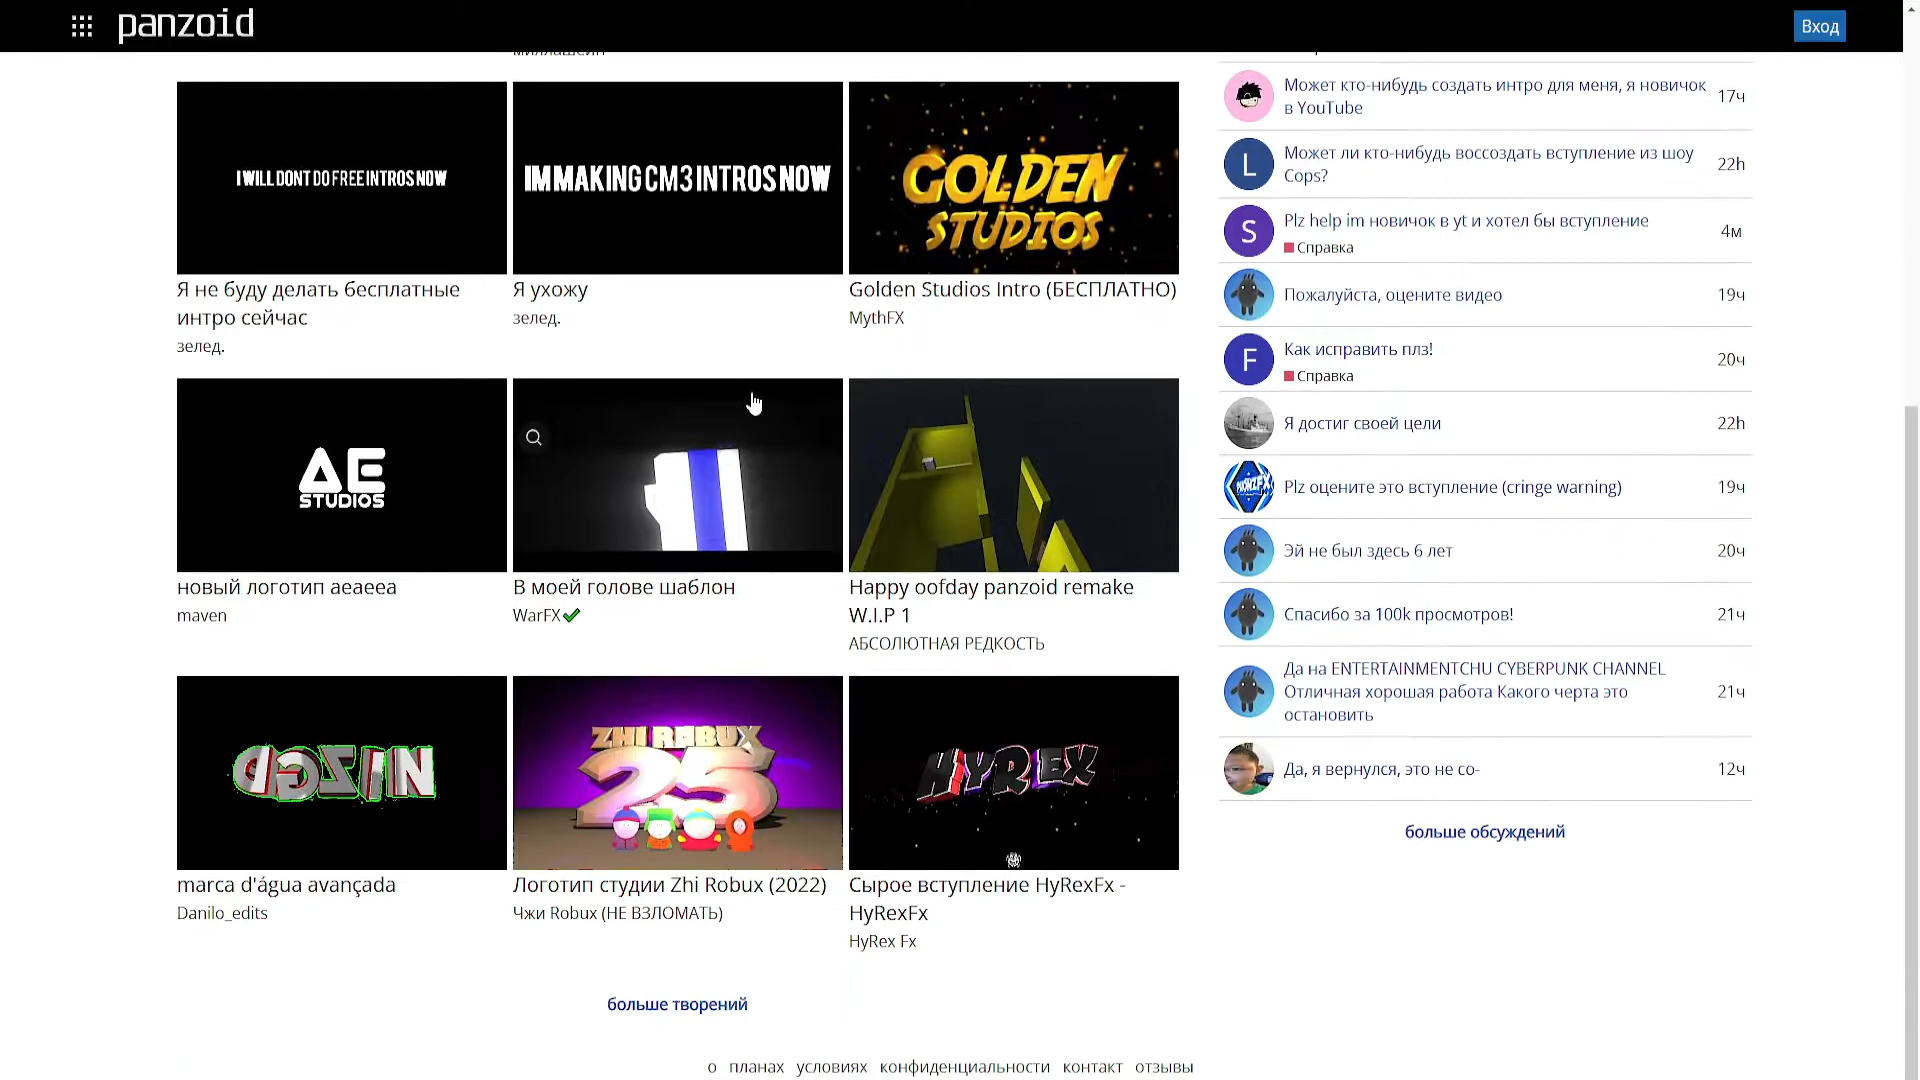 panzoid
Вход
I WILL DONT DO FREE INTROS NOW
Я не буду делать бесплатные
интро сейчас
зелед.
IM MAKING CM3 INTROS NOW
Я ухожу
зелед.
GOLDEN
STUDIOS
Golden Studios Intro (БЕСПЛАТНО)
MythFX
AE
STUDIOS
новый логотип aeaeea
maven
В моей голове шаблон
WarFX
Happy oofday panzoid remake
W.I.P 1
АБСОЛЮТНАЯ РЕДКОСТЬ
marca d'água avançada
Danilo_edits
ZHI ROBUX
25
Логотип студии Zhi Robux (2022)
Чжи Robux (НЕ ВЗЛОМАТЬ)
HYREX
Сырое вступление HyRexFx -
HyRexFx
HyRex Fx
больше творений
Может кто-нибудь создать интро для меня, я новичок
в YouTube
17ч
L
Может ли кто-нибудь воссоздать вступление из шоу
Cops?
22h
S
Plz help im новичок в yt и хотел бы вступление
Справка
4м
Пожалуйста, оцените видео
19ч
F
Как исправить плз!
Справка
20ч
Я достиг своей цели
22h
Plz оцените это вступление (cringe warning)
19ч
Эй не был здесь 6 лет
20ч
Спасибо за 100k просмотров!
21ч
Да на ENTERTAINMENTCHU CYBERPUNK CHANNEL
Отличная хорошая работа Какого черта это
остановить
21ч
Да, я вернулся, это не со-
12ч
больше обсуждений
о планах условиях конфиденциальности контакт отзывы